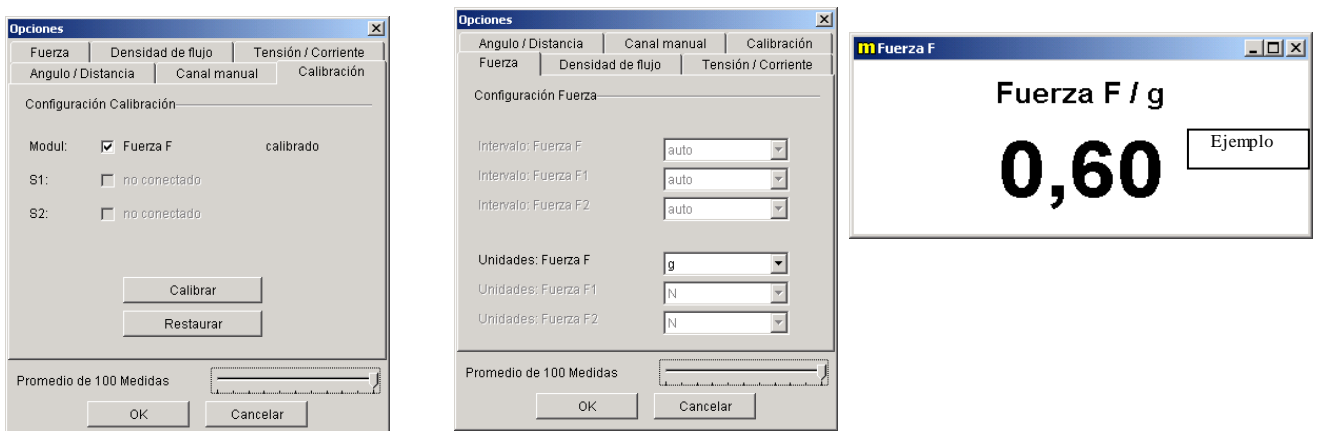 Opciones
Fuerza
Densidad de flujo
Tensión / Corriente
Angulo / Distancia
Canal manual
Calibración
Configuración Calibración
Modul: Fuerza F calibrado
S1: no conectado
S2: no conectado
Calibrar
Restaurar
Promedio de 100 Medidas
OK
Cancelar
Opciones
Angulo / Distancia
Canal manual
Calibración
Fuerza
Densidad de flujo
Tensión / Corriente
Configuración Fuerza
Intervalo: Fuerza F auto
Intervalo: Fuerza F1 auto
Intervalo: Fuerza F2 auto
Unidades: Fuerza F g
Unidades: Fuerza F1 N
Unidades: Fuerza F2 N
Promedio de 100 Medidas
OK
Cancelar
m Fuerza F
Fuerza F / g
0,60
Ejemplo